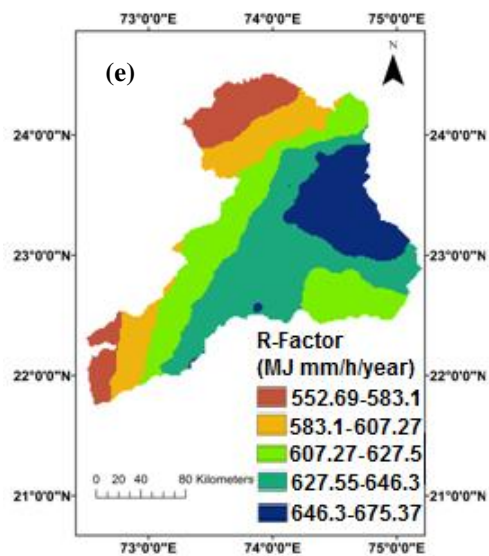 73°0'0"E 74°0'0"E 75°0'0"E
(e)
N
24°0'0"N 24°0'0"N
23°0'0"N 23°0'0"N
22°0'0"N 22°0'0"N
21°0'0"N 21°0'0"N
R-Factor
(MJ mm/h/year)
552.69-583.1
583.1-607.27
607.27-627.5
627.55-646.3
646.3-675.37
0 20 40 80 Kilometers
73°0'0"E 74°0'0"E 75°0'0"E